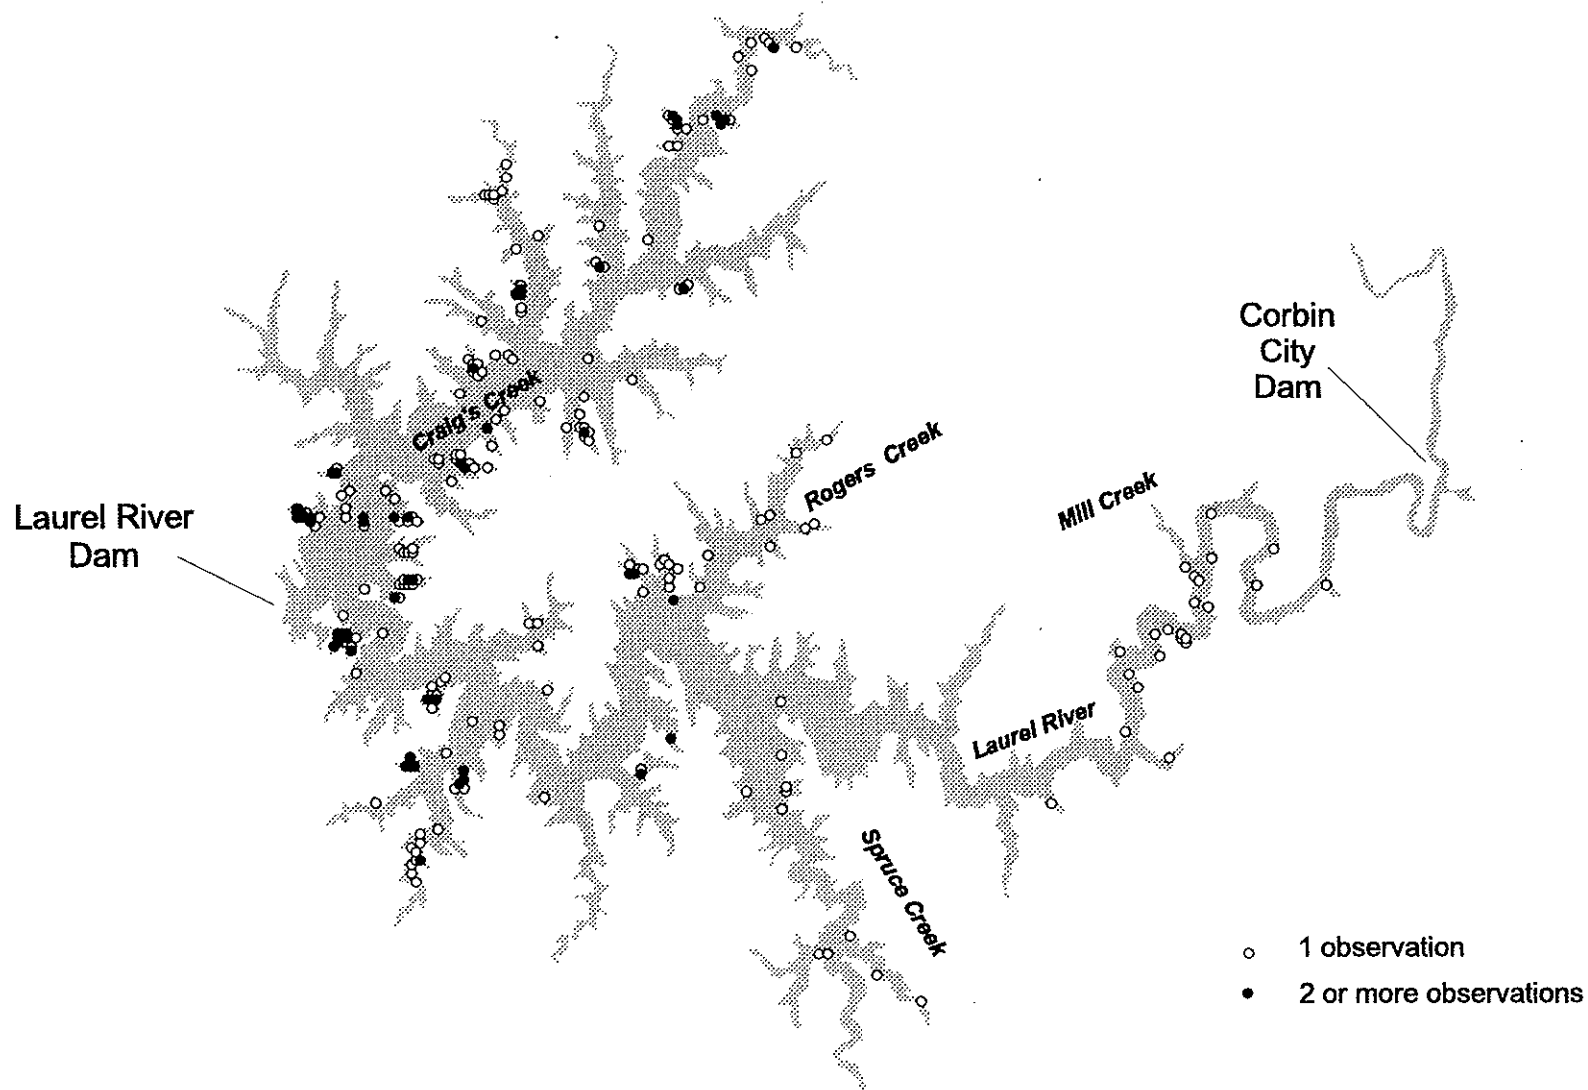 Craig's Creek
Rogers Creek
Mill Creek
Corbin
City
Dam
Laurel River
Dam
Laurel River
Spruce Creek
1 observation
2 or more observations